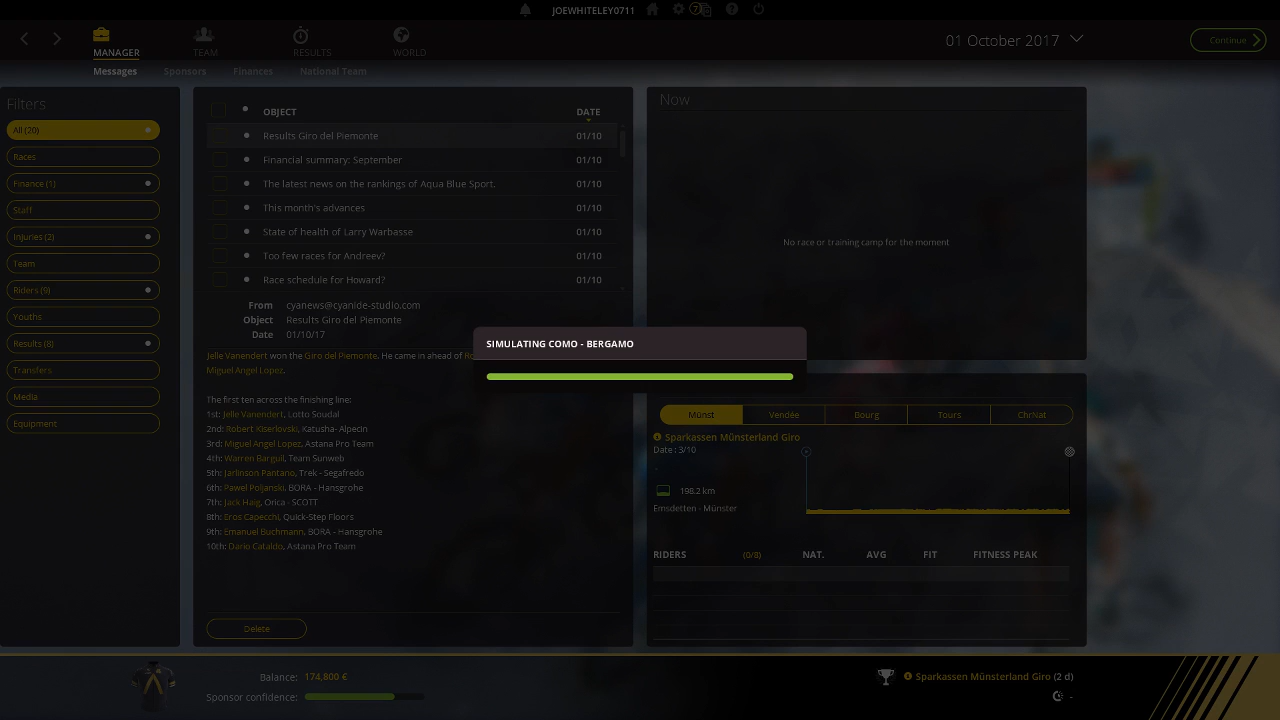 JOEWHITELEY0711
7
MANAGER
TEAM
RESULTS
WORLD
01 October 2017
Continue
Messages
Sponsors
Finances
National Team
Filters
All (20)
Races
Finance (1)
Staff
Injuries (2)
Team
Riders (9)
Youths
Results (8)
Transfers
Media
Equipment
OBJECT DATE
Results Giro del Piemonte 01/10
Financial summary: September 01/10
The latest news on the rankings of Aqua Blue Sport. 01/10
This month's advances 01/10
State of health of Larry Warbasse 01/10
Too few races for Andreev? 01/10
Race schedule for Howard? 01/10
From cyanews@cyanide-studio.com
Object Results Giro del Piemonte
Date 01/10/17
Jelle Vanendert won the Giro del Piemonte. He came in ahead of
Miguel Angel Lopez.
The first ten across the finishing line:
1st: Jelle Vanendert, Lotto Soudal
2nd: Robert Kiserlovski, Katusha- Alpecin
3rd: Miguel Angel Lopez, Astana Pro Team
4th: Warren Barguil, Team Sunweb
5th: Jarlinson Pantano, Trek - Segafredo
6th: Pawel Poljanski, BORA - Hansgrohe
7th: Jack Haig, Orica - SCOTT
8th: Eros Capecchi, Quick-Step Floors
9th: Emanuel Buchmann, BORA - Hansgrohe
10th: Dario Cataldo, Astana Pro Team
Delete
SIMULATING COMO - BERGAMO
Now
No race or training camp for the moment
Münst
Vendée
Bourg
Tours
ChrNat
Sparkassen Münsterland Giro
Date : 3/10
198.2 km
Emsdetten - Münster
RIDERS (0/8) NAT. AVG FIT FITNESS PEAK
Balance: 174,800 €
Sponsor confidence:
Sparkassen Münsterland Giro (2 d)
-